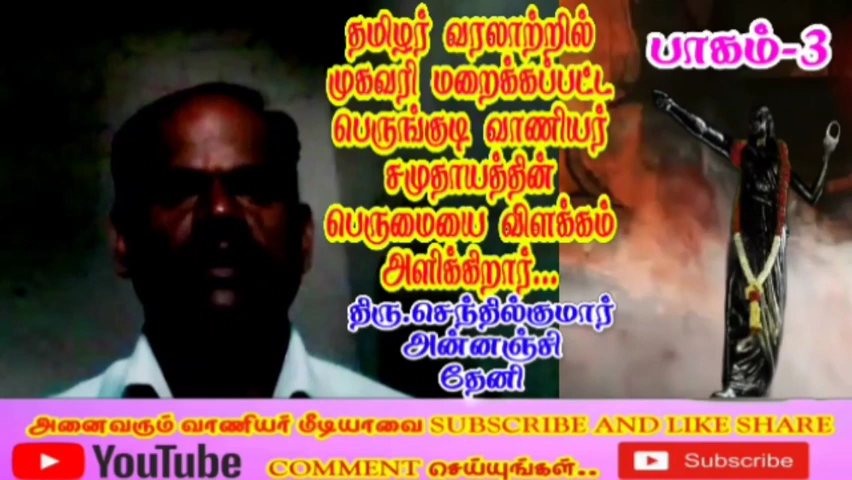 தமிழர் வரலாற்றில்
முகவரி மறைக்கப்பட்ட
பெருங்குடி வாணியர்
சமுதாயத்தின்
பெருமையை விளக்கம்
அளிக்கிறார்...
திரு.செந்தில்குமார்
அன்னஞ்சி
தேனி
பாகம்-3
அனைவரும் வாணியர் மீடியாவை SUBSCRIBE AND LIKE SHARE
YouTube COMMENT செய்யுங்கள்.. Subscribe